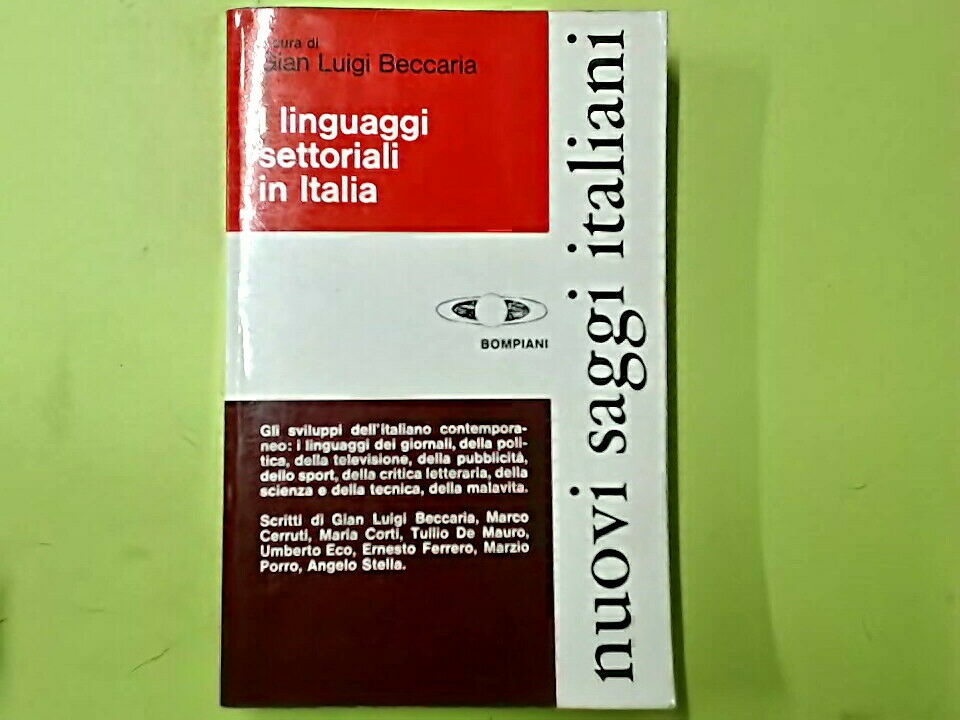 a cura di
Gian Luigi Beccaria
I linguaggi
settoriali
in Italia
BOMPIANI
Gli sviluppi dell'italiano contempora-
neo: i linguaggi dei giornali, della poli-
tica, della televisione, della pubblicità,
dello sport, della critica letteraria, della
scienza e della tecnica, della malavita.
Scritti di Gian Luigi Beccaria, Marco
Cerruti, Maria Corti, Tullio De Mauro,
Umberto Eco, Ernesto Ferrero, Marzio
Porro, Angelo Stella.
nuovi saggi italiani